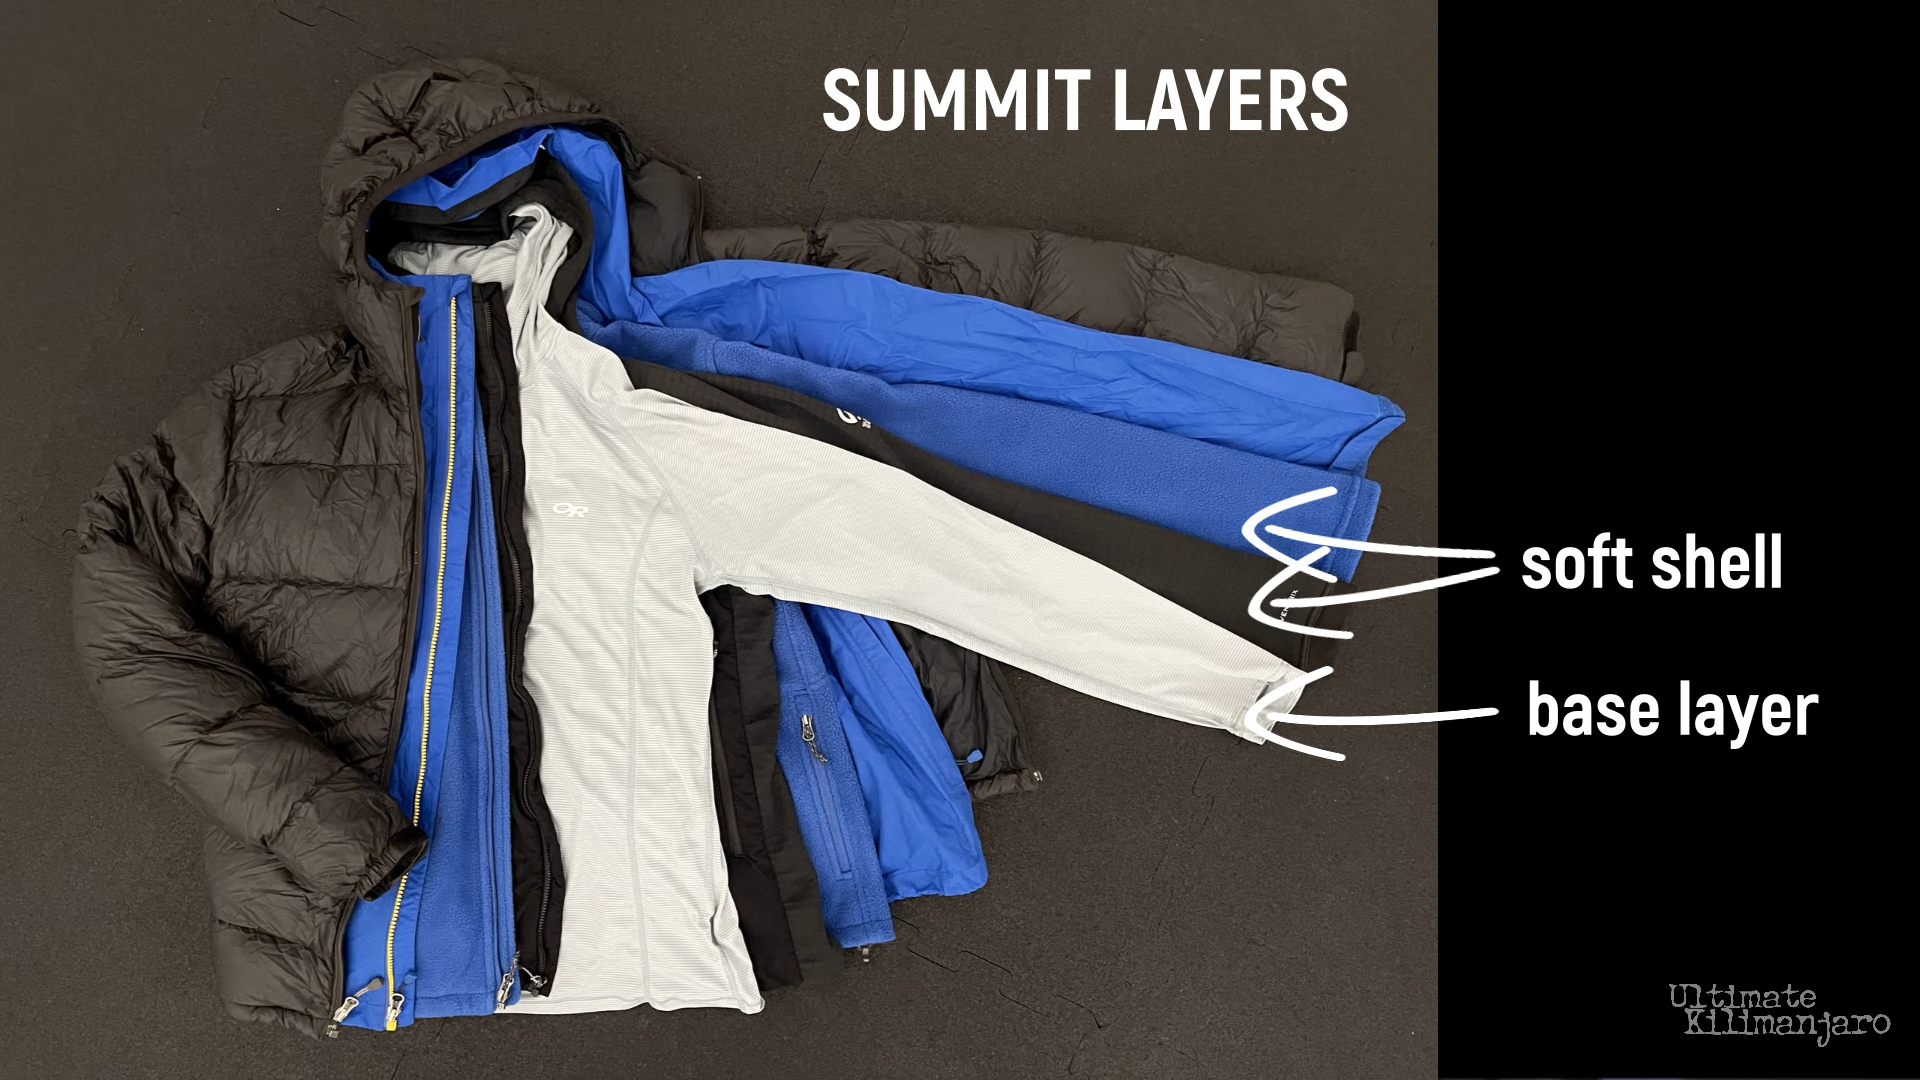 SUMMIT LAYERS
OR
soft shell
base layer
Ultimate
Kilimanjaro